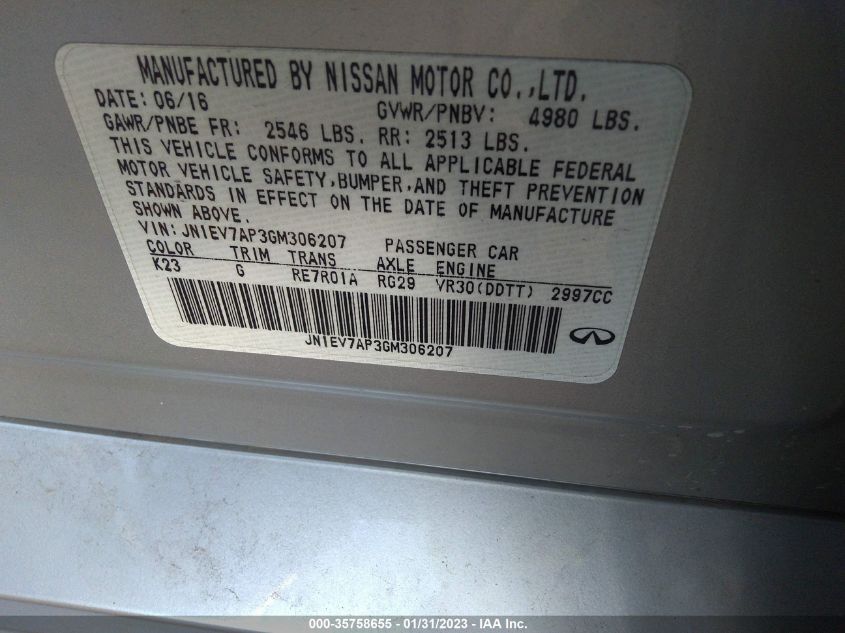 MANUFACTURED BY NISSAN MOTOR CO.,LTD.
DATE: 06/16 GVWR/PNBV: 4980 LBS.
GAWR/PNBE FR: 2546 LBS. RR: 2513 LBS.
THIS VEHICLE CONFORMS TO ALL APPLICABLE FEDERAL
MOTOR VEHICLE SAFETY,BUMPER,AND THEFT PREVENTION
STANDARDS IN EFFECT ON THE DATE OF MANUFACTURE
SHOWN ABOVE.
VIN: JN1EV7AP3GM306207 PASSENGER CAR
COLOR TRIM TRANS AXLE ENGINE
K23 G RE7R01A RG29 VR30(DDTT) 2997CC
JN1EV7AP3GM306207
000-35758655 - 01/31/2023 - IAA Inc.